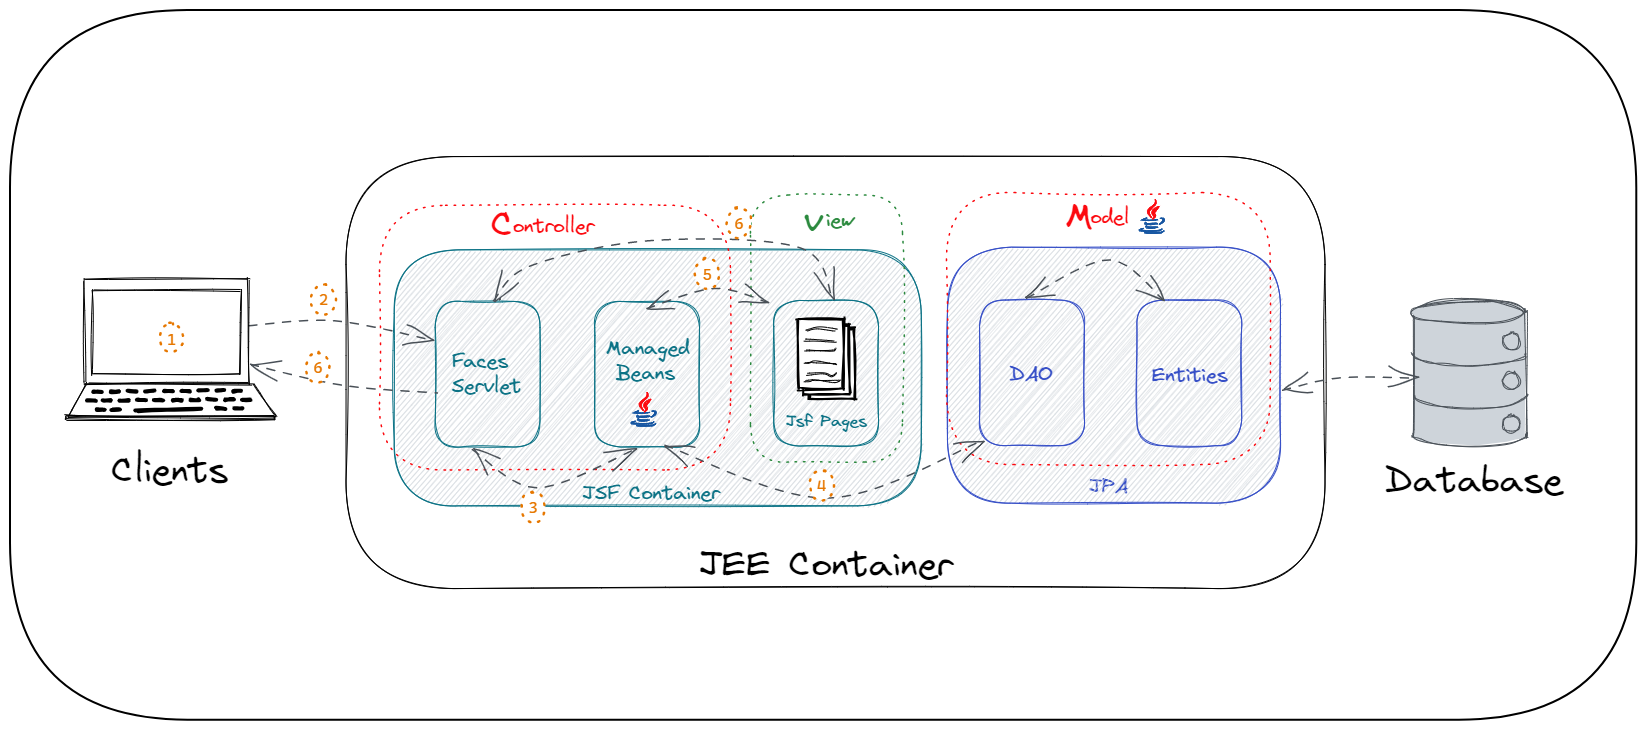 Controller
6
View
Model
5
2
1
6
Faces
Servlet
Managed
Beans
Jsf Pages
DAO
Entities
Clients
3
JSF Container
4
JPA
Database
JEE Container